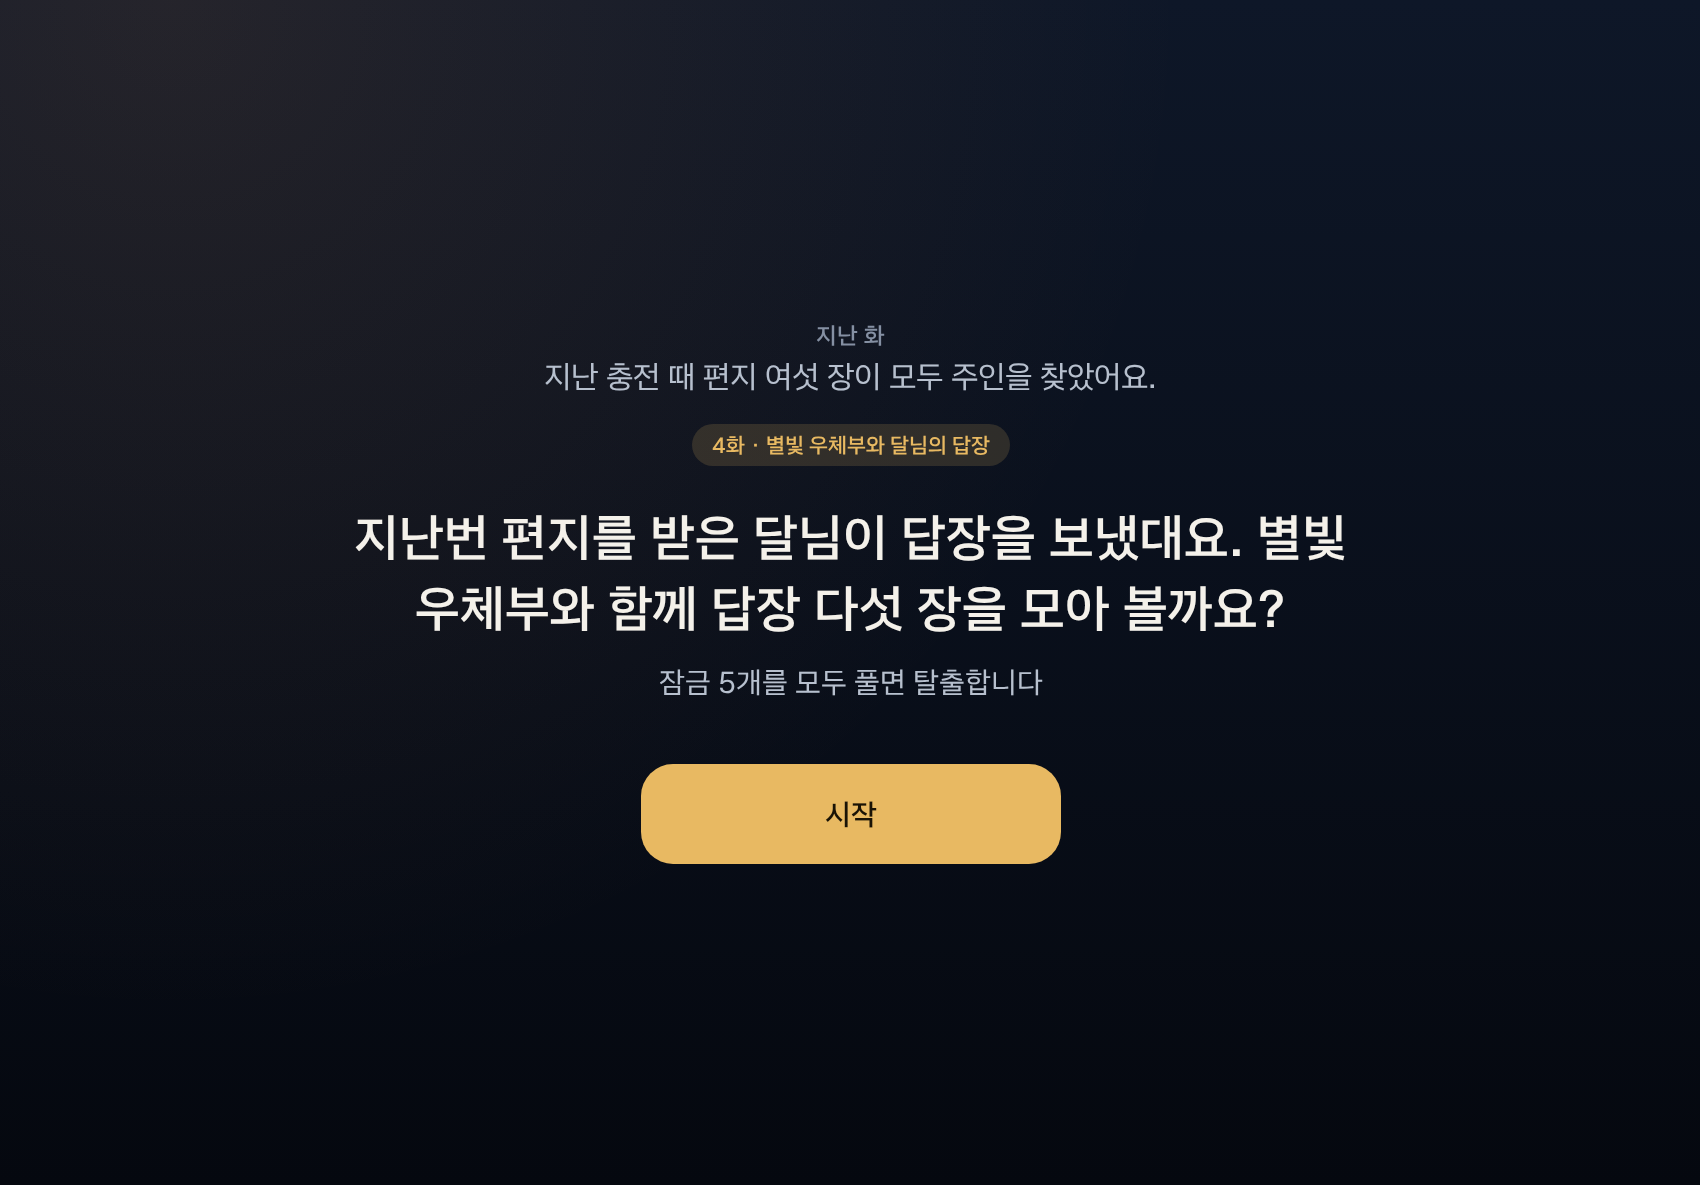 지난 화
지난 충전 때 편지 여섯 장이 모두 주인을 찾았어요.
4화 · 별빛 우체부와 달님의 답장
지난번 편지를 받은 달님이 답장을 보냈대요. 별빛
우체부와 함께 답장 다섯 장을 모아 볼까요?
잠금 5개를 모두 풀면 탈출합니다
시작